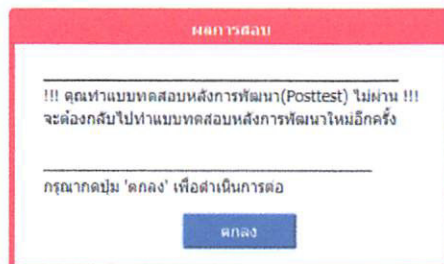 ผลการสอบ
!!! คุณทำแบบทดสอบหลังการพัฒนา(Posttest) ไม่ผ่าน !!!
จะต้องกลับไปทำแบบทดสอบหลังการพัฒนาใหม่อีกครั้ง
กรุณากดปุ่ม 'ตกลง' เพื่อดำเนินการต่อ
ตกลง